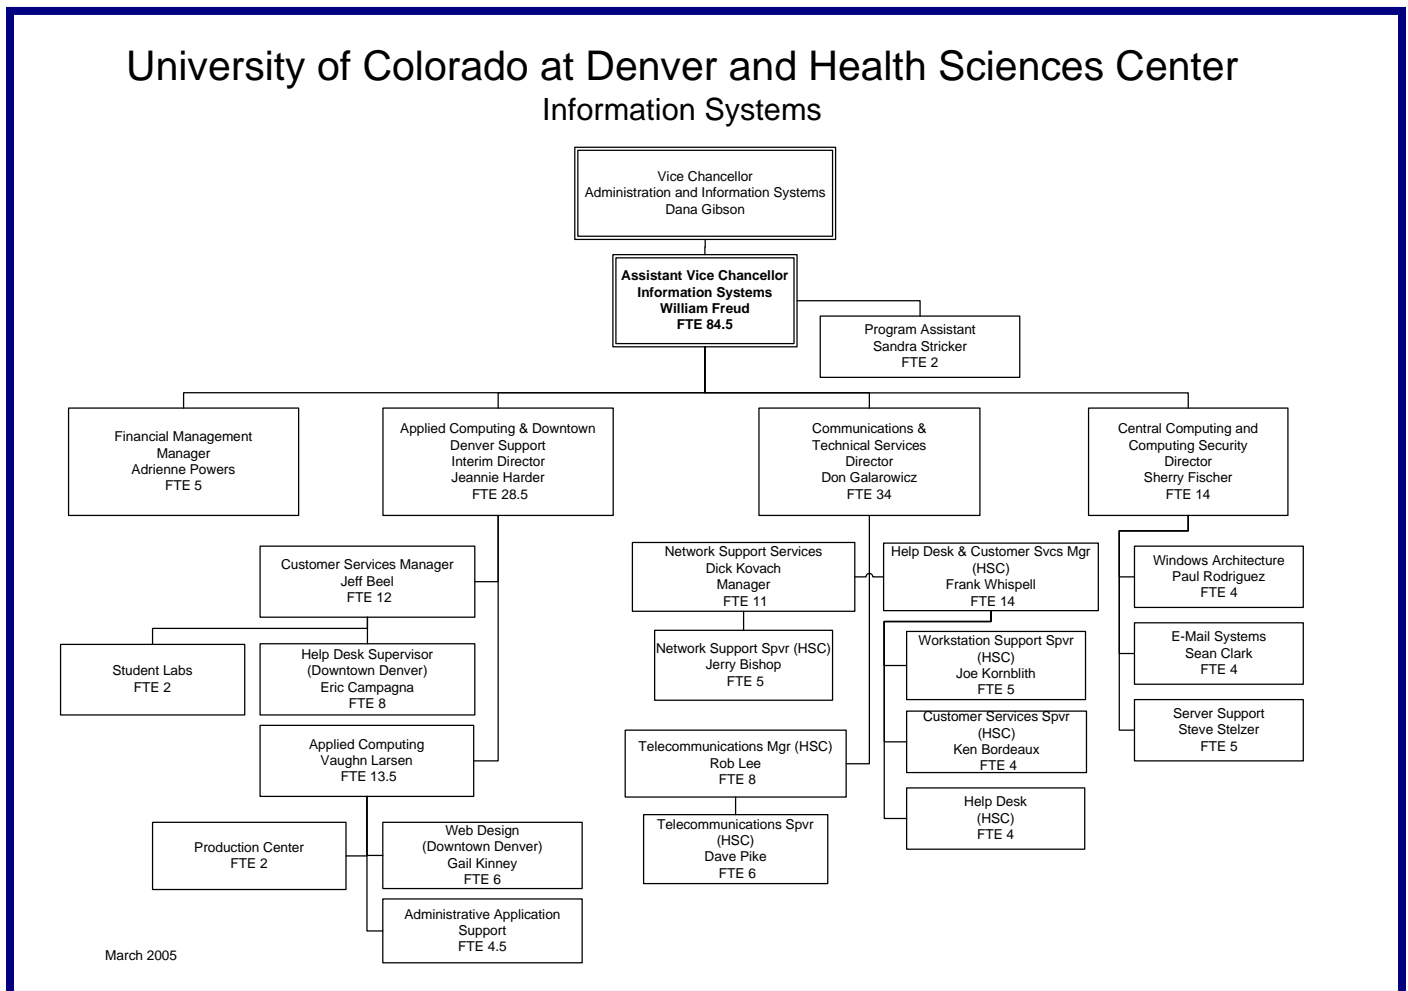 University of Colorado at Denver and Health Sciences Center
Information Systems
Vice Chancellor
Administration and Information Systems
Dana Gibson
Assistant Vice Chancellor
Information Systems
William Freud
FTE 84.5
Program Assistant
Sandra Stricker
FTE 2
Financial Management
Manager
Adrienne Powers
FTE 5
Applied Computing & Downtown
Denver Support
Interim Director
Jeannie Harder
FTE 28.5
Communications &
Technical Services
Director
Don Galarowicz
FTE 34
Central Computing and
Computing Security
Director
Sherry Fischer
FTE 14
Customer Services Manager
Jeff Beel
FTE 12
Student Labs
FTE 2
Help Desk Supervisor
(Downtown Denver)
Eric Campagna
FTE 8
Applied Computing
Vaughn Larsen
FTE 13.5
Production Center
FTE 2
Web Design
(Downtown Denver)
Gail Kinney
FTE 6
Administrative Application
Support
FTE 4.5
Network Support Services
Dick Kovach
Manager
FTE 11
Network Support Spvr (HSC)
Jerry Bishop
FTE 5
Telecommunications Mgr (HSC)
Rob Lee
FTE 8
Telecommunications Spvr
(HSC)
Dave Pike
FTE 6
Help Desk & Customer Svcs Mgr
(HSC)
Frank Whispell
FTE 14
Workstation Support Spvr
(HSC)
Joe Kornblith
FTE 5
Customer Services Spvr
(HSC)
Ken Bordeaux
FTE 4
Help Desk
(HSC)
FTE 4
Windows Architecture
Paul Rodriguez
FTE 4
E-Mail Systems
Sean Clark
FTE 4
Server Support
Steve Stelzer
FTE 5
March 2005